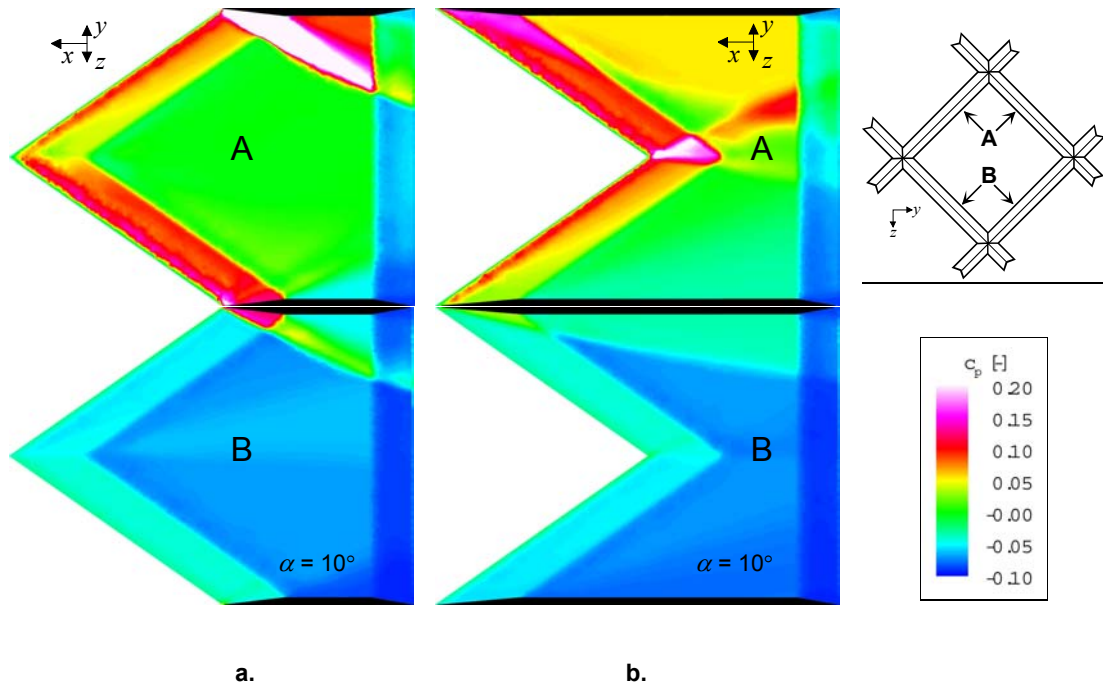 y
x
z
A
B
α = 10°
a.
y
x
z
A
B
α = 10°
b.
A
B
y
z
c_p [-]
0.20
0.15
0.10
0.05
-0.00
-0.05
-0.10